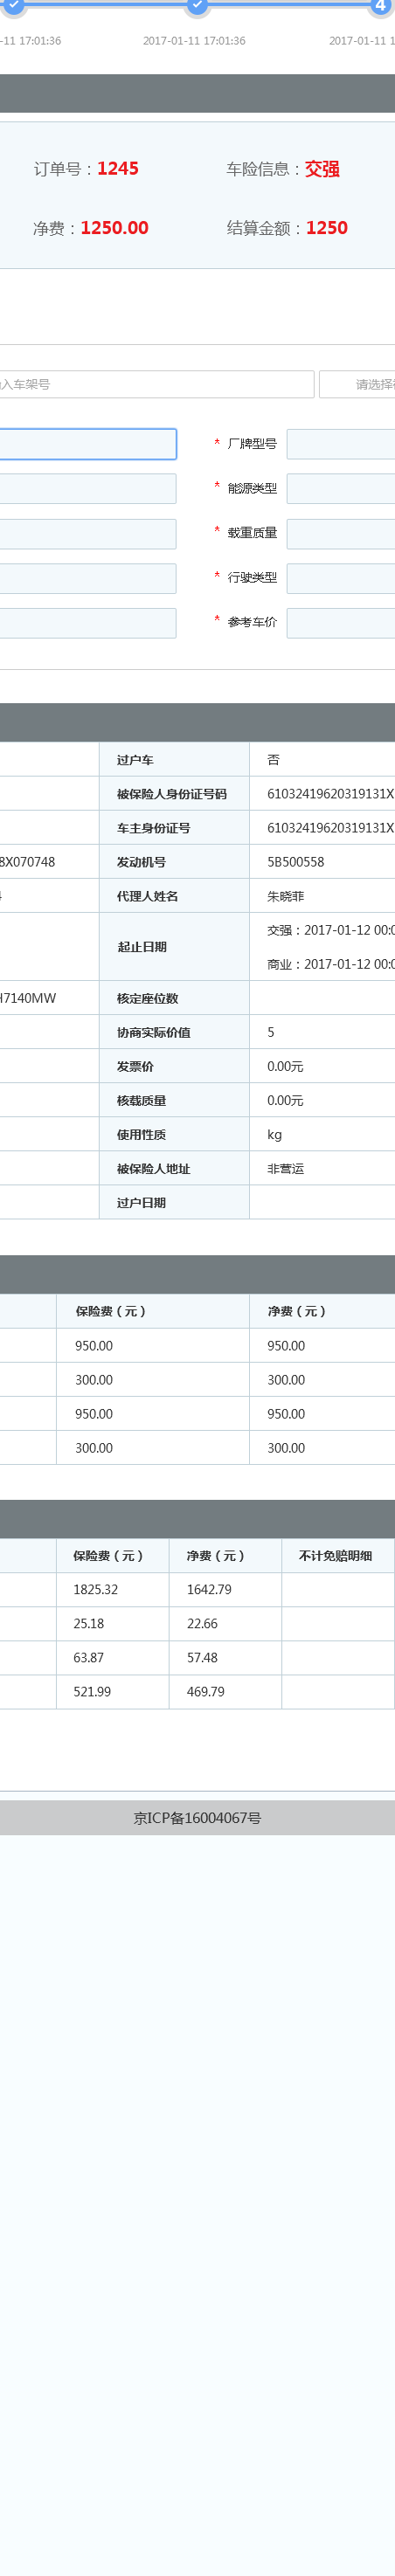 4
-11 17:01:36 2017-01-11 17:01:36 2017-01-11 1
订单号：1245 车险信息：交强
净费：1250.00 结算金额：1250
入车架号 请选择
* 厂牌型号
* 能源类型
* 载重质量
* 行驶类型
* 参考车价
过户车 否
被保险人身份证号码 61032419620319131X
车主身份证号 61032419620319131X
8X070748 发动机号 5B500558
代理人姓名 朱晓菲
起止日期 交强：2017-01-12 00:0
商业：2017-01-12 00:0
H7140MW 核定座位数
协商实际价值 5
发票价 0.00元
核载质量 0.00元
使用性质 kg
被保险人地址 非营运
过户日期
保险费（元） 净费（元）
950.00 950.00
300.00 300.00
950.00 950.00
300.00 300.00
保险费（元） 净费（元） 不计免赔明细
1825.32 1642.79
25.18 22.66
63.87 57.48
521.99 469.79
京ICP备16004067号